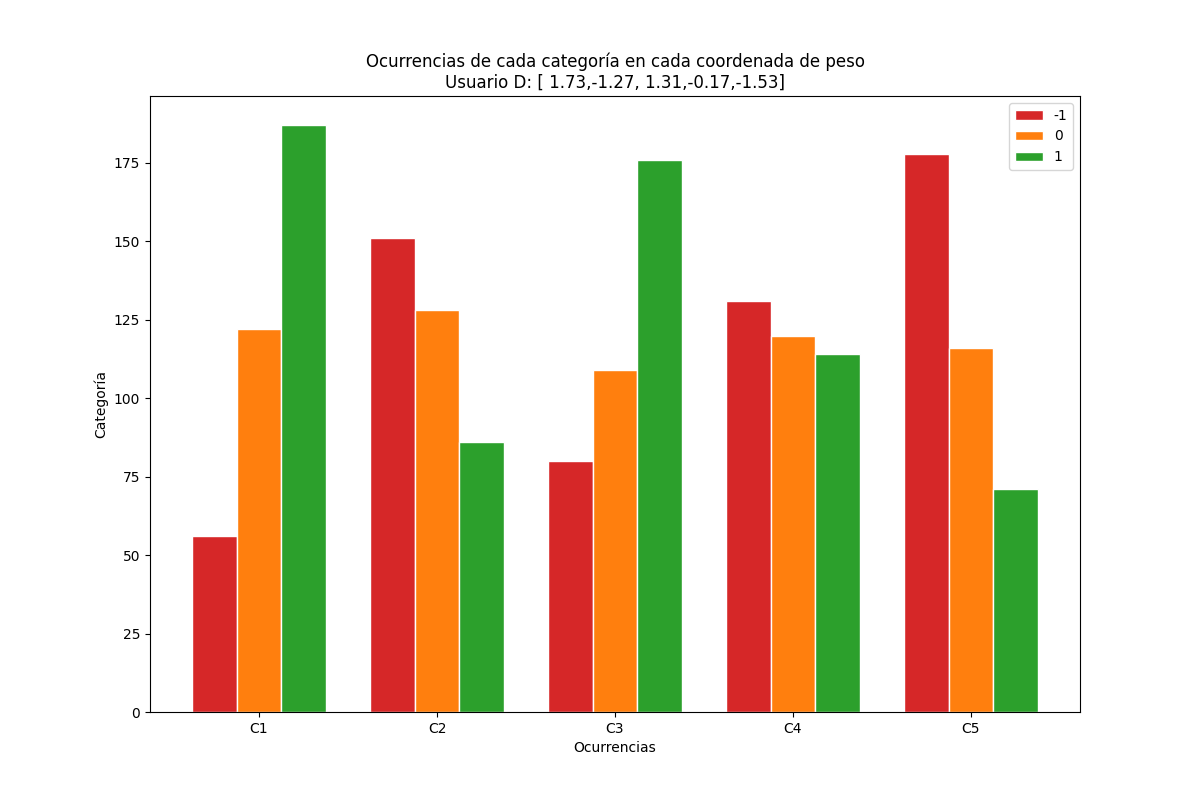 Ocurrencias de cada categoría en cada coordenada de peso
Usuario D: [ 1.73,-1.27, 1.31,-0.17,-1.53]
-1
0
1
175
150
125
100
75
50
25
0
Categoría
C1 C2 C3 C4 C5
Ocurrencias